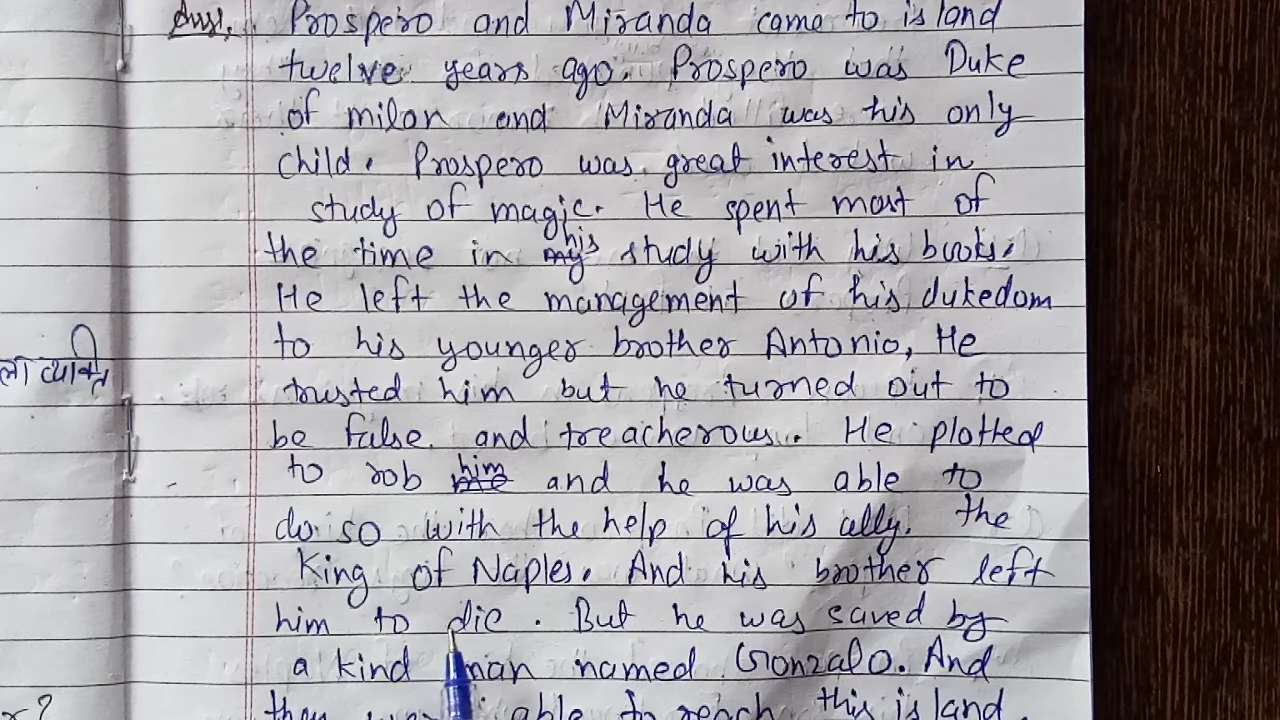 Ans. Prospero and Miranda came to island
twelve years ago. Prospero was Duke
of milan and Miranda was his only
child. Prospero was great interest in
study of magic. He spent most of
the time in his study with his books.
He left the management of his dukedom
to his younger brother Antonio, He
trusted him but he turned out to
be false and treacherous. He plotted
to rob him and he was able to
do so with the help of his ally. the
King of Naples. And his brother left
him to die. But he was saved by
a kind man named Gonzalo. And
they able to reach this island.